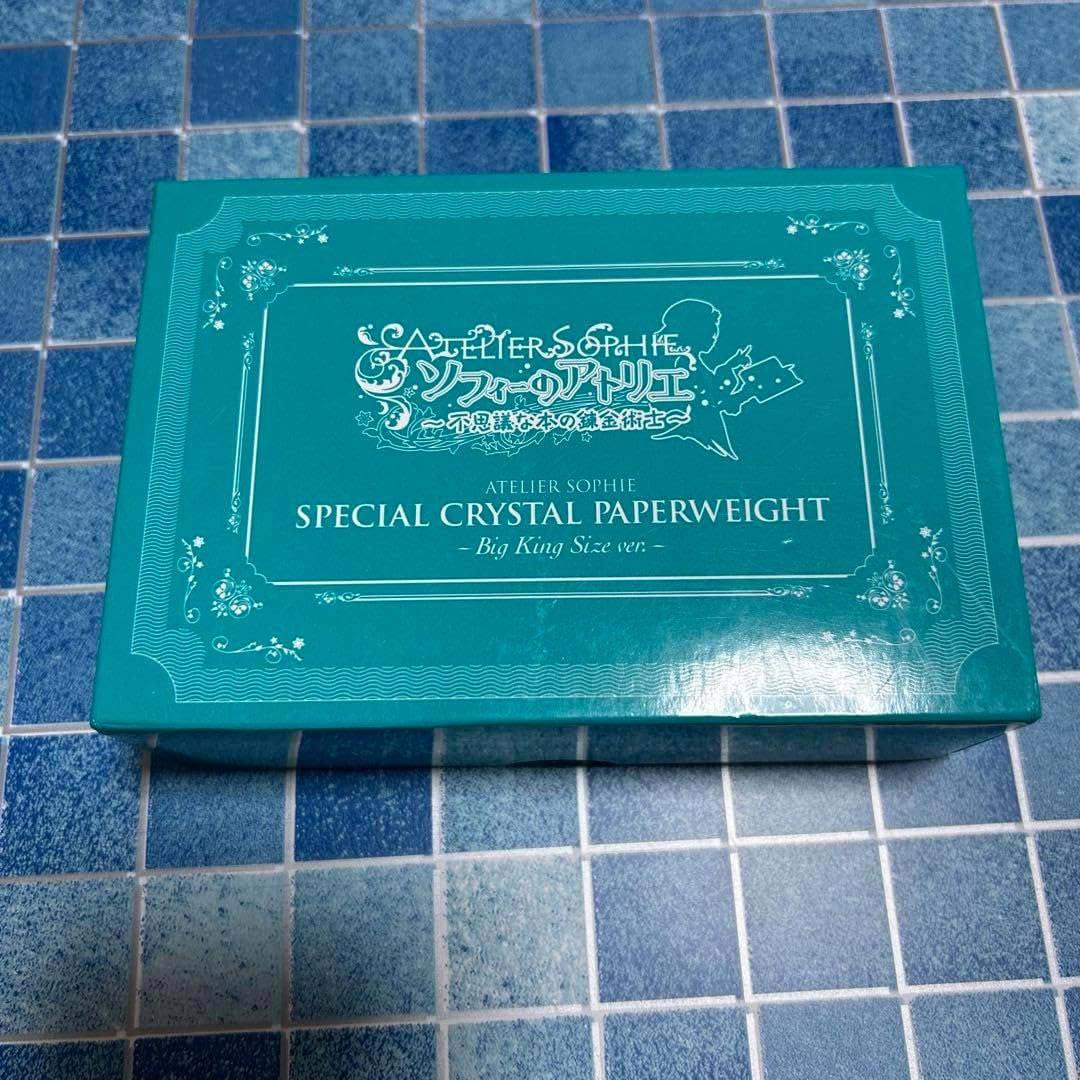 ATELIER SOPHIE
ソフィーのアトリエ
～不思議な本の錬金術士～
ATELIER SOPHIE
SPECIAL CRYSTAL PAPERWEIGHT
– Big King Size ver. –